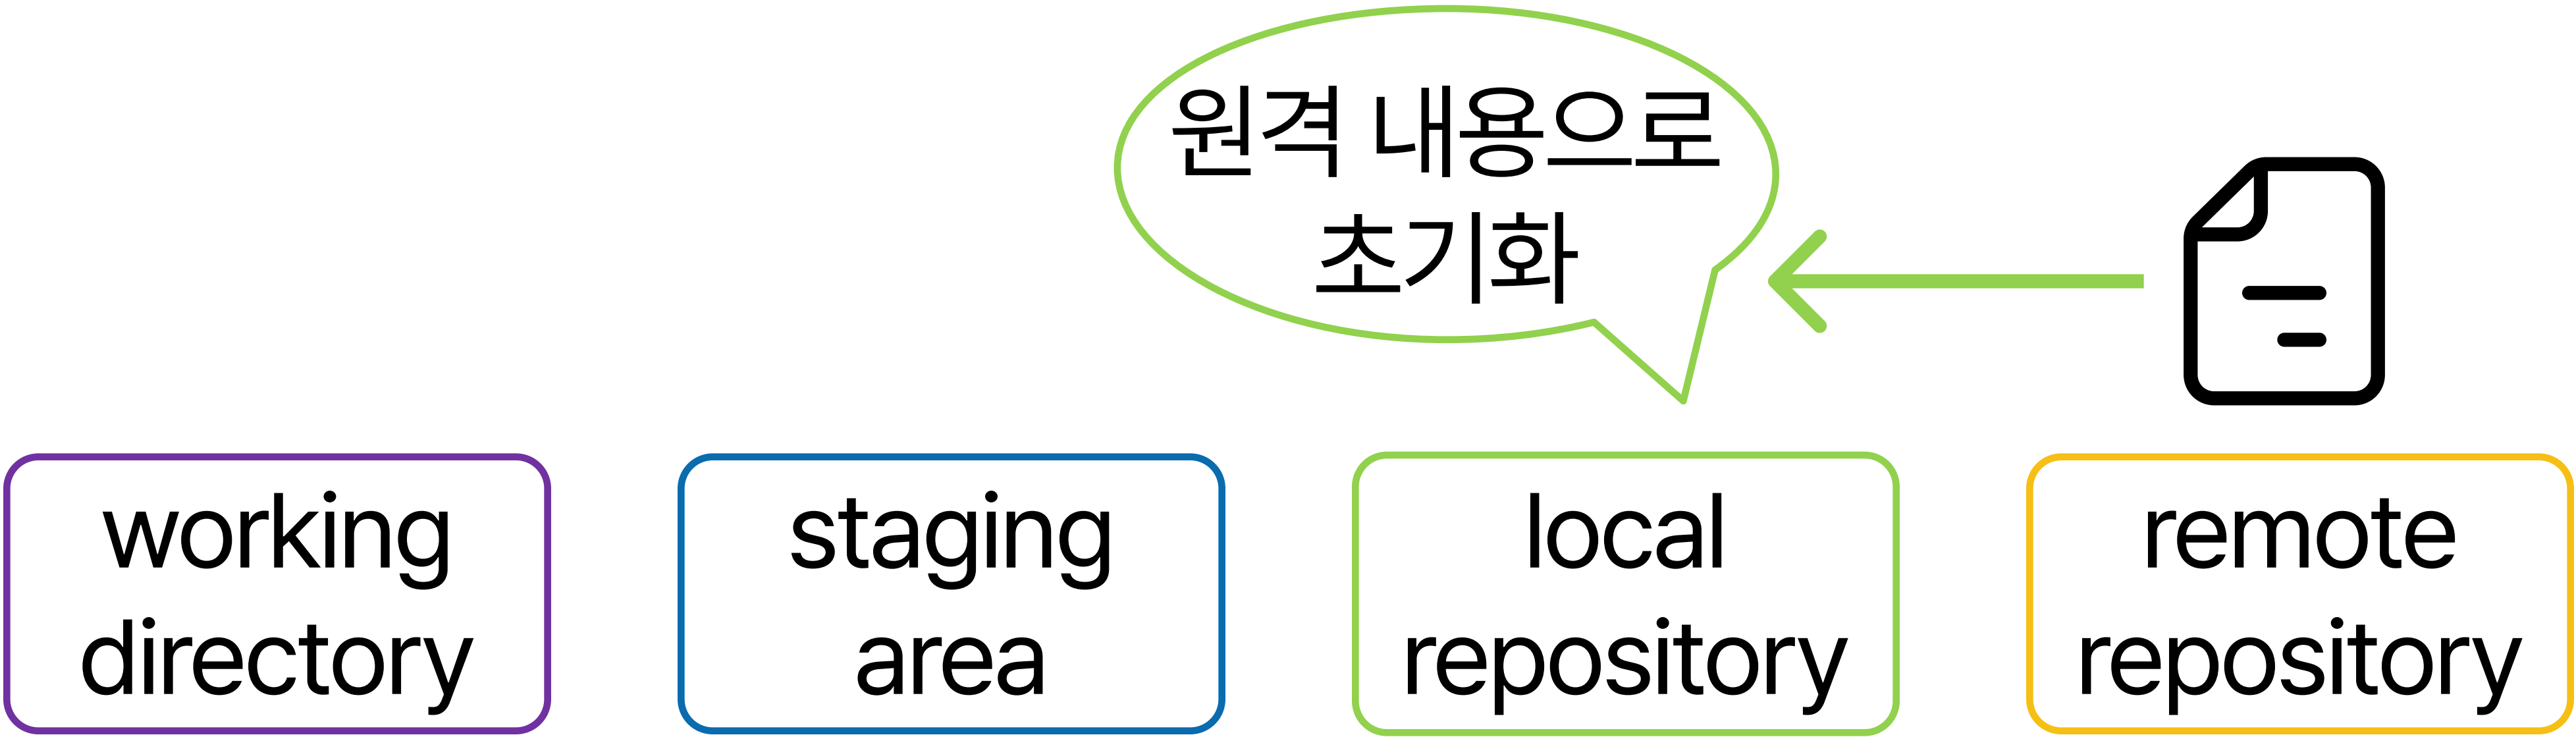 원격 내용으로
초기화
working
directory
staging
area
local
repository
remote
repository